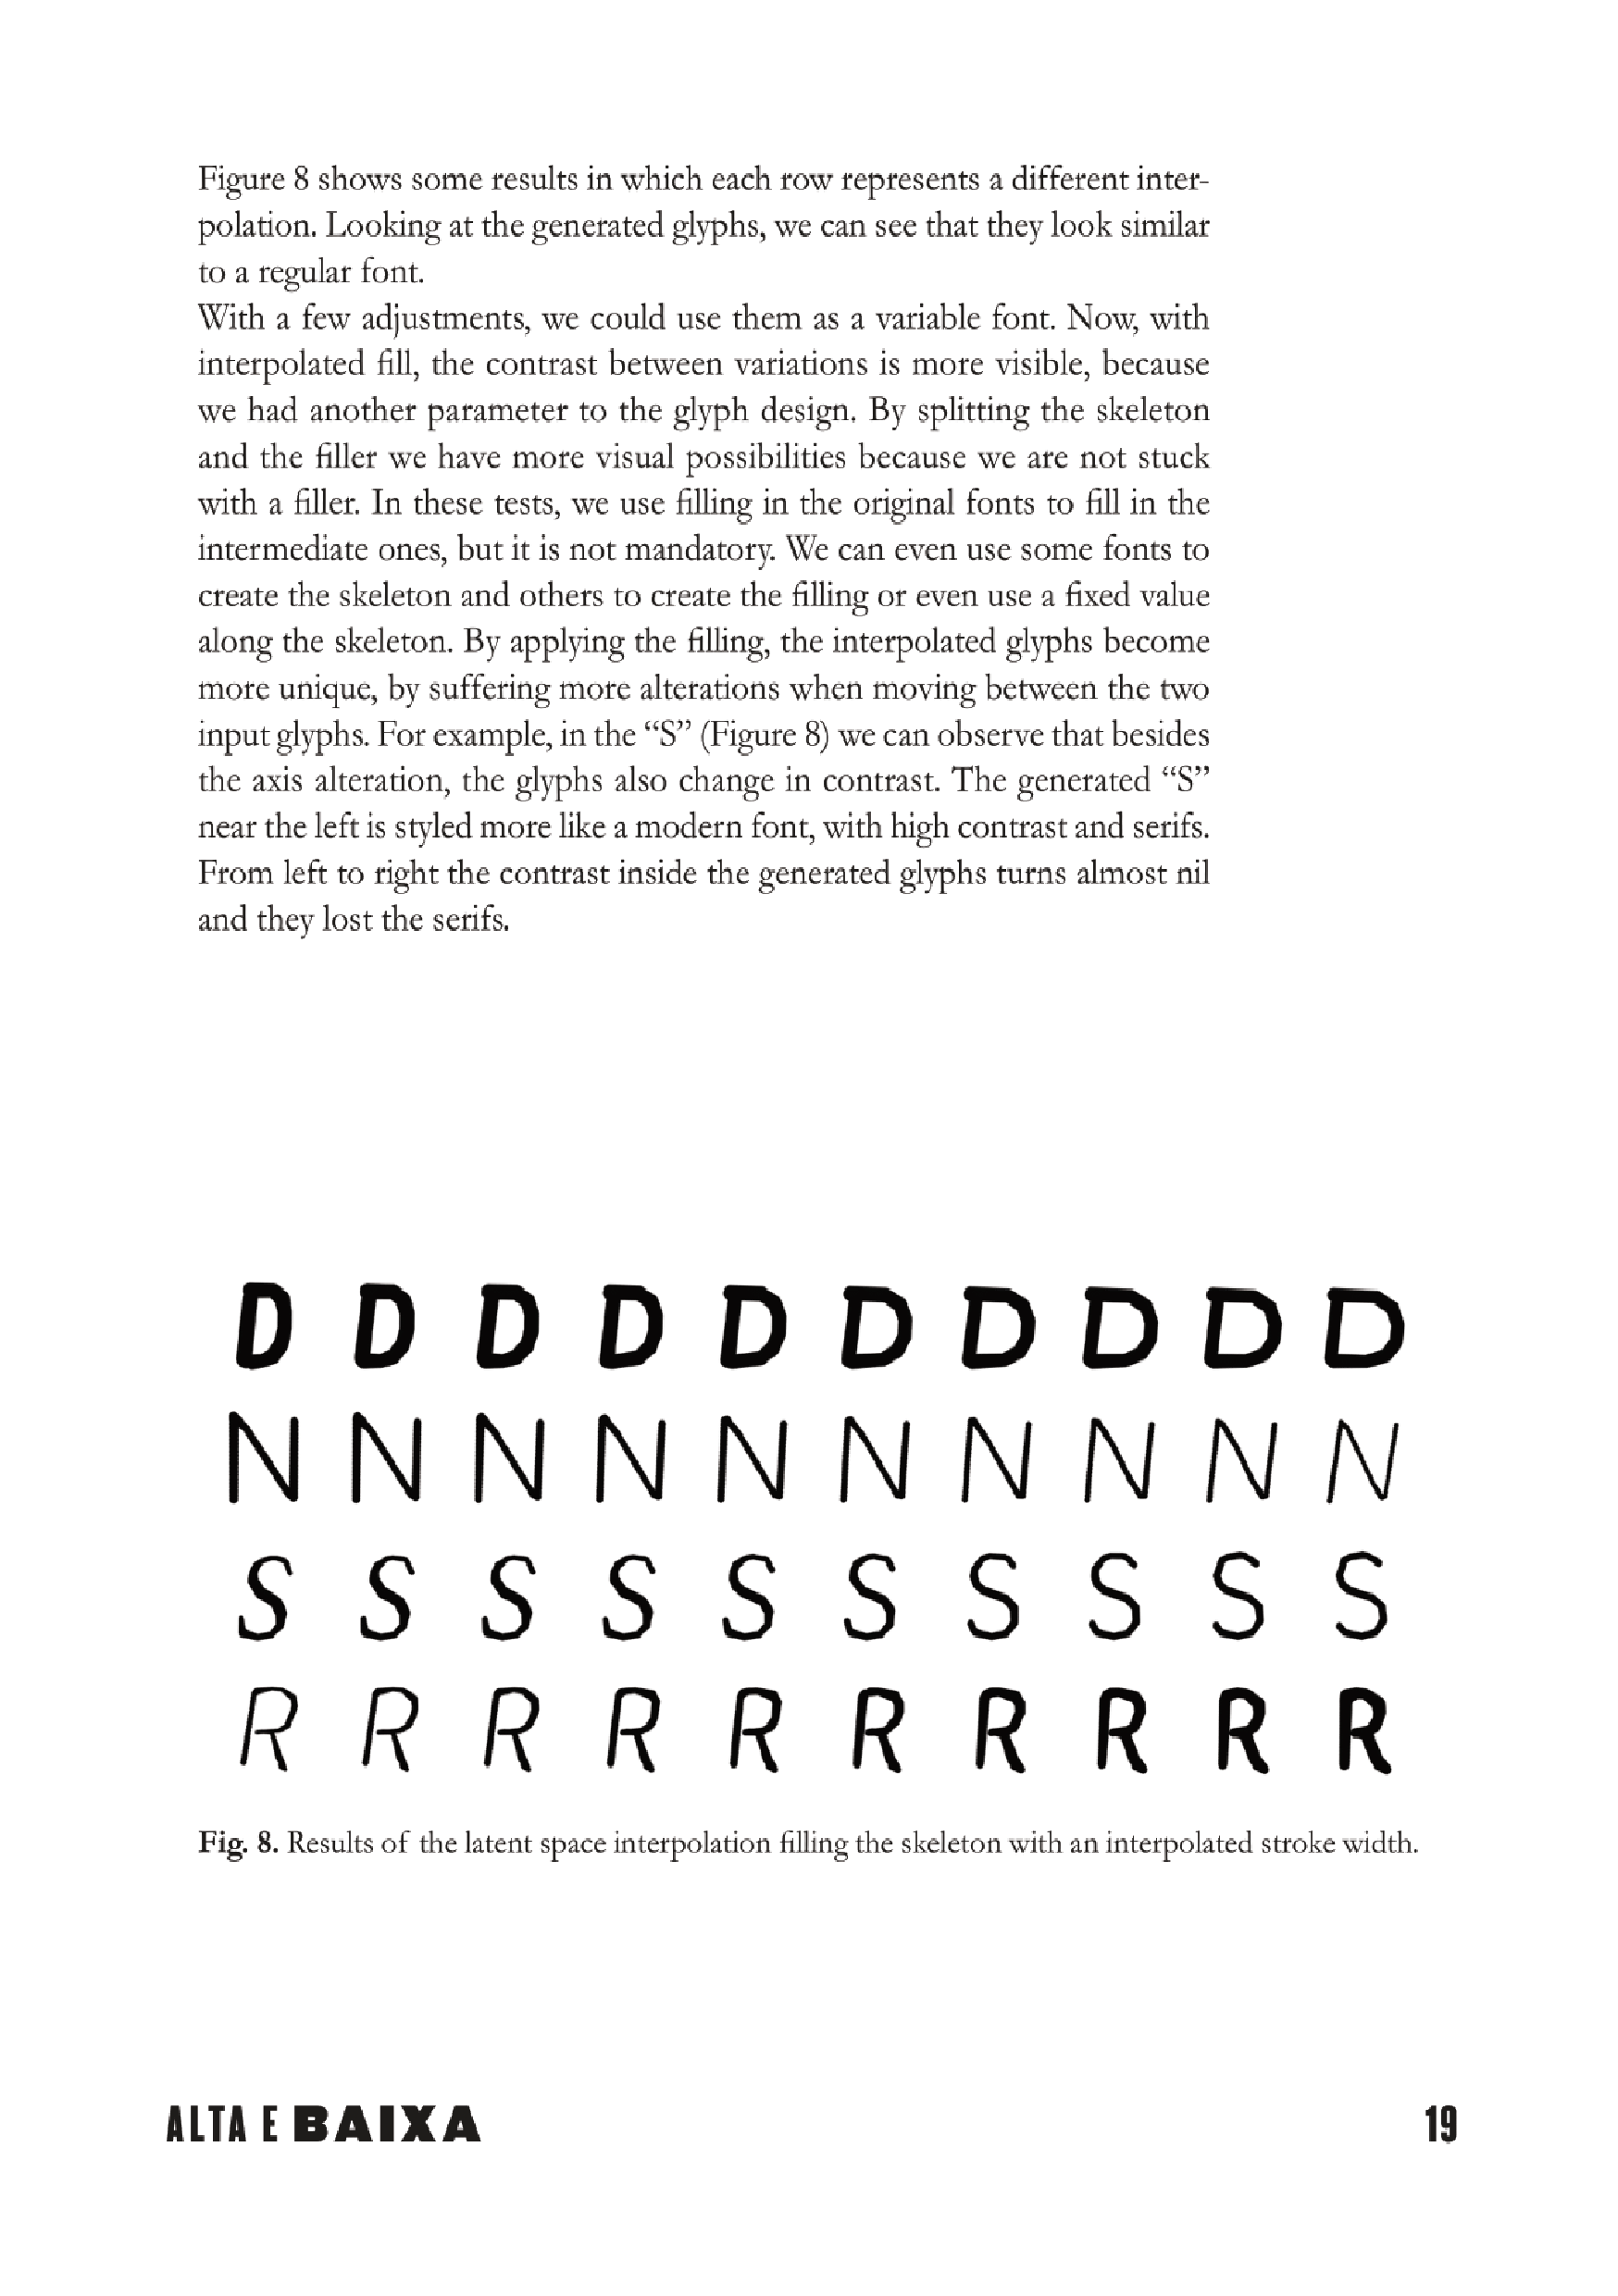 Figure 8 shows some results in which each row represents a different inter-
polation. Looking at the generated glyphs, we can see that they look similar
to a regular font.
With a few adjustments, we could use them as a variable font. Now, with
interpolated fill, the contrast between variations is more visible, because
we had another parameter to the glyph design. By splitting the skeleton
and the filler we have more visual possibilities because we are not stuck
with a filler. In these tests, we use filling in the original fonts to fill in the
intermediate ones, but it is not mandatory. We can even use some fonts to
create the skeleton and others to create the filling or even use a fixed value
along the skeleton. By applying the filling, the interpolated glyphs become
more unique, by suffering more alterations when moving between the two
input glyphs. For example, in the “S” (Figure 8) we can observe that besides
the axis alteration, the glyphs also change in contrast. The generated “S”
near the left is styled more like a modern font, with high contrast and serifs.
From left to right the contrast inside the generated glyphs turns almost nil
and they lost the serifs.
D D D D D D D D D D
N N N N N N N N N N
S S S S S S S S S S
R R R R R R R R R R
Fig. 8. Results of the latent space interpolation filling the skeleton with an interpolated stroke width.
ALTA E BAIXA
19